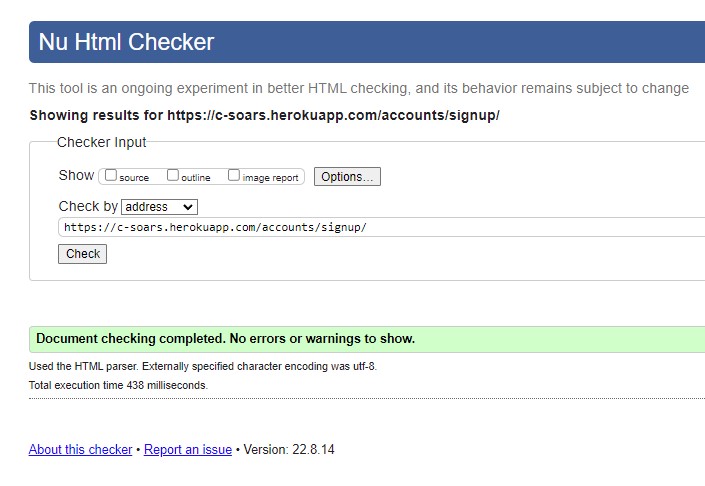 Nu Html Checker
This tool is an ongoing experiment in better HTML checking, and its behavior remains subject to change
Showing results for https://c-soars.herokuapp.com/accounts/signup/
Checker Input
Show source outline image report Options...
Check by address
https://c-soars.herokuapp.com/accounts/signup/
Check
Document checking completed. No errors or warnings to show.
Used the HTML parser. Externally specified character encoding was utf-8.
Total execution time 438 milliseconds.
About this checker • Report an issue • Version: 22.8.14